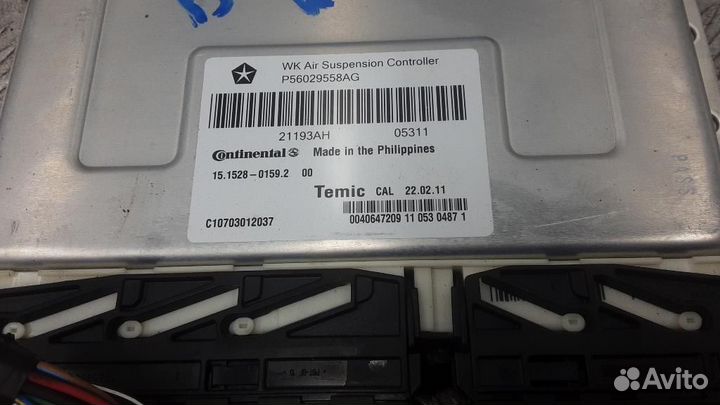 WK Air Suspension Controller
P56029558AG
21193AH 05311
Continental Made in the Philippines
15.1528-0159.2 00
Temic CAL 22.02.11
C10703012037
0040647209 11 053 0487 1
Avito